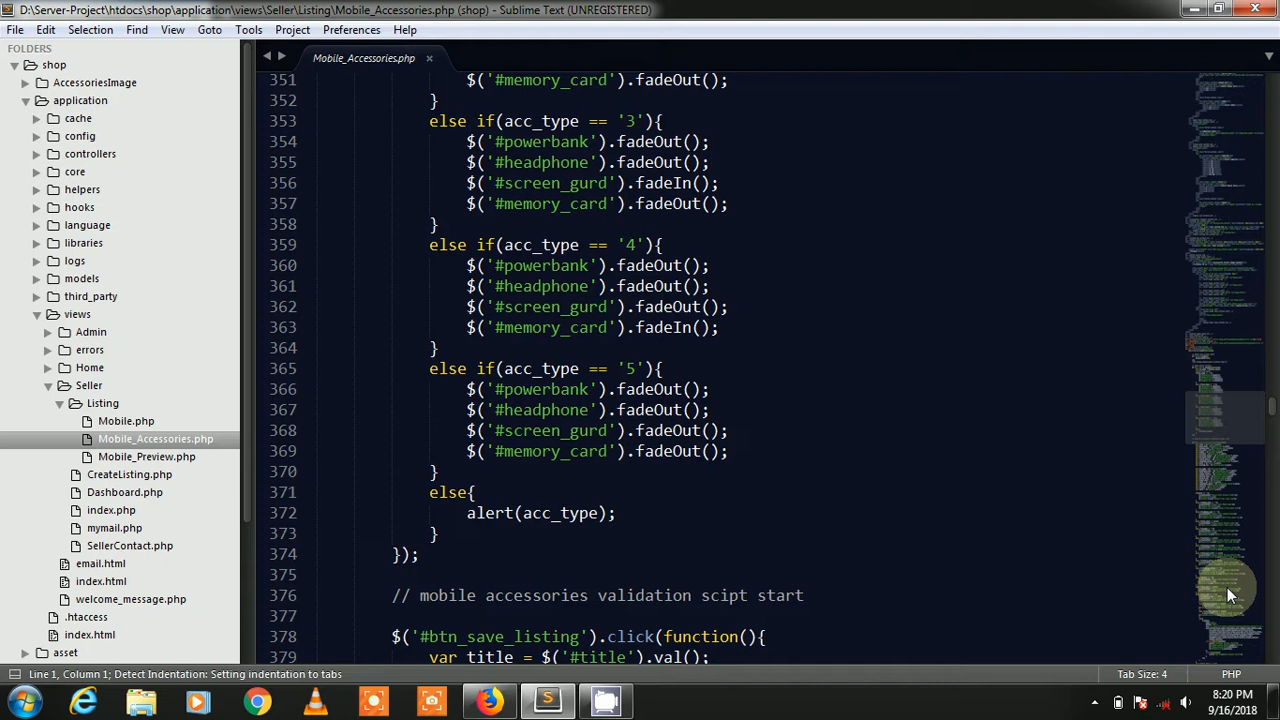 D:\Server-Project\htdocs\shop\application\views\Seller\Listing\Mobile_Accessories.php (shop) - Sublime Text (UNREGISTERED)
File Edit Selection Find View Goto Tools Project Preferences Help
FOLDERS
shop
AccessoriesImage
application
cache
config
controllers
core
helpers
hooks
language
libraries
logs
models
third_party
views
Admin
errors
Home
Seller
Listing
Mobile.php
Mobile_Accessories.php
Mobile_Preview.php
CreateListing.php
Dashboard.php
index.php
mymail.php
SellerContact.php
email.html
index.html
welcome_message.php
.htaccess
index.html
asset
Mobile_Accessories.php
351 $('#memory_card').fadeOut();
352 }
353 else if(acc_type == '3'){
354 $('#powerbank').fadeOut();
355 $('#headphone').fadeOut();
356 $('#screen_gurd').fadeIn();
357 $('#memory_card').fadeOut();
358 }
359 else if(acc_type == '4'){
360 $('#powerbank').fadeOut();
361 $('#headphone').fadeOut();
362 $('#screen_gurd').fadeOut();
363 $('#memory_card').fadeIn();
364 }
365 else if(acc_type == '5'){
366 $('#powerbank').fadeOut();
367 $('#headphone').fadeOut();
368 $('#screen_gurd').fadeOut();
369 $('#memory_card').fadeOut();
370 }
371 else{
372 alert(acc_type);
373 }
374 });
375
376 // mobile accesories validation scipt start
377
378 $('#btn_save_listing').click(function(){
379 var title = $('#title').val();
Line 1, Column 1; Detect Indentation: Setting indentation to tabs
Tab Size: 4
PHP
8:20 PM
9/16/2018